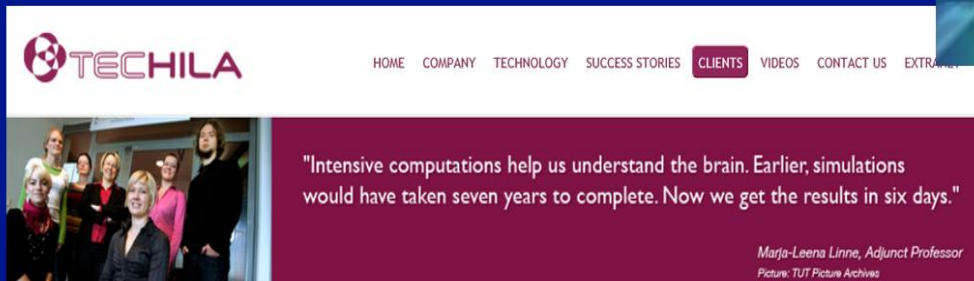 TECHILA
HOME COMPANY TECHNOLOGY SUCCESS STORIES CLIENTS VIDEOS CONTACT US
"Intensive computations help us understand the brain. Earlier, simulations
would have taken seven years to complete. Now we get the results in six days."
Marja-Leena Linne, Adjunct Professor
Picture: TUT Picture Archives